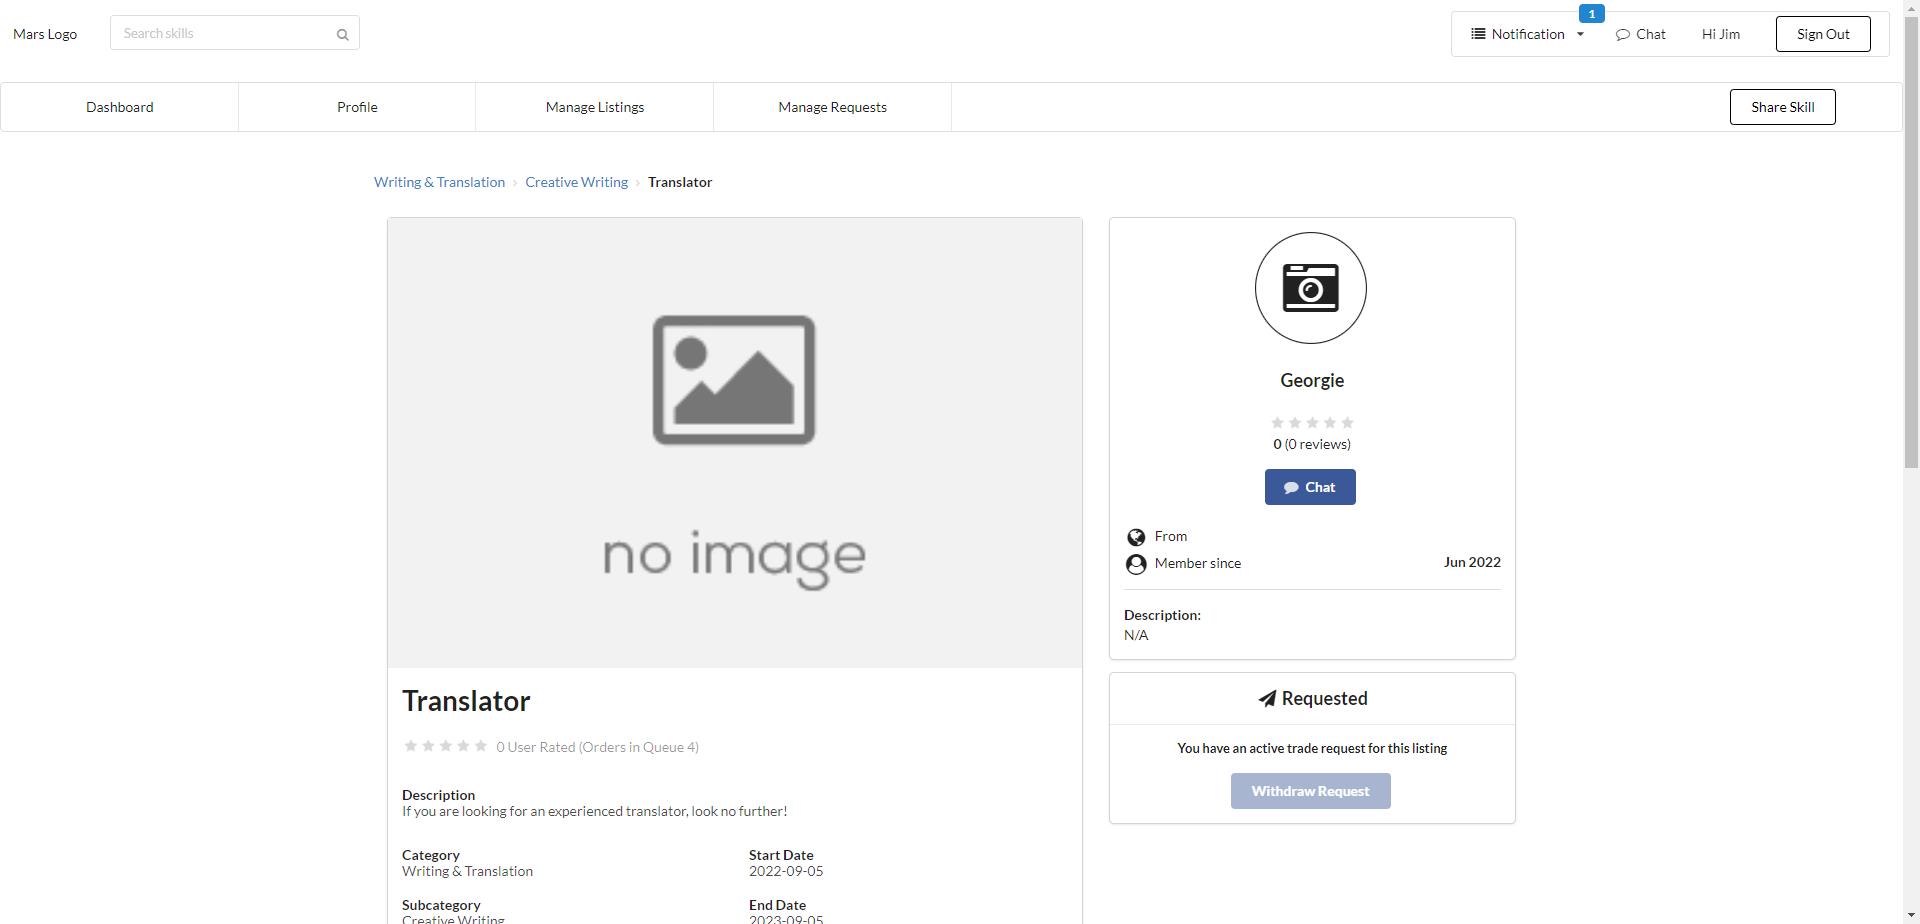 Mars Logo
Search skills
1
Notification
Chat
Hi Jim
Sign Out
Dashboard
Profile
Manage Listings
Manage Requests
Share Skill
Writing & Translation › Creative Writing › Translator
no image
Translator
0 User Rated (Orders in Queue 4)
Description
If you are looking for an experienced translator, look no further!
Category
Writing & Translation
Start Date
2022-09-05
Subcategory
Creative Writing
End Date
2023-09-05
Georgie
0 (0 reviews)
Chat
From
Member since
Jun 2022
Description:
N/A
Requested
You have an active trade request for this listing
Withdraw Request